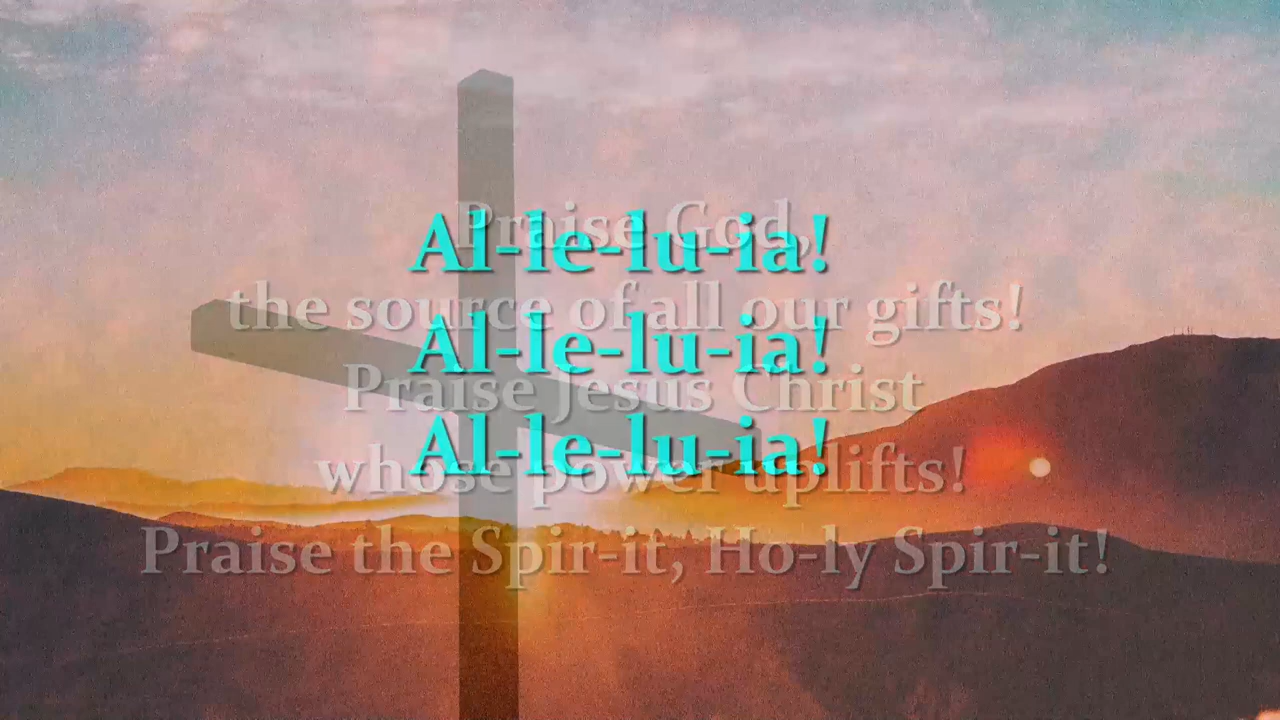 Praise God,
Al-le-lu-ia!
the source of all our gifts!
Al-le-lu-ia!
Praise Jesus Christ
Al-le-lu-ia!
whose power uplifts!
Praise the Spir-it, Ho-ly Spir-it!